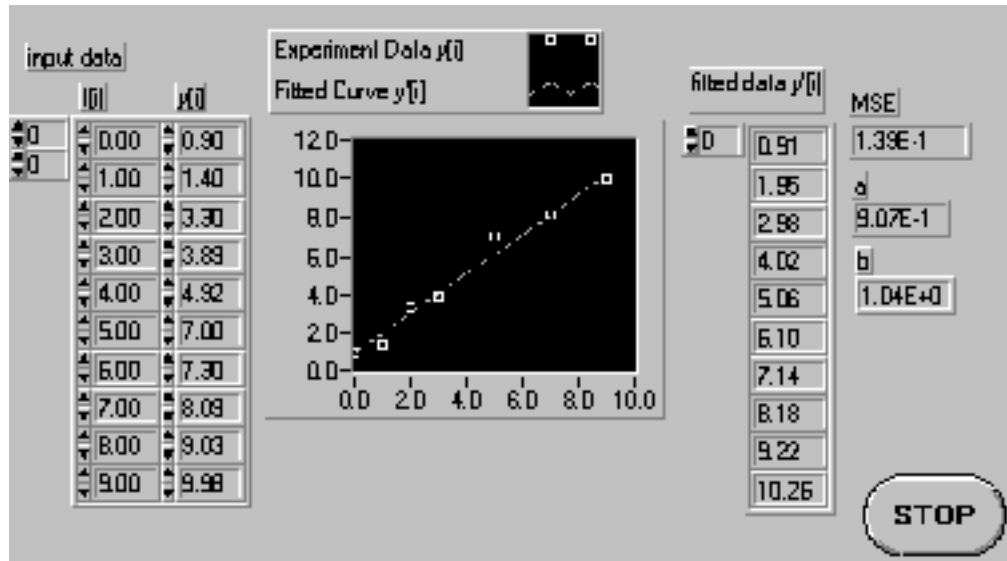 input data
t[i] y[i]
0
0
0.00 0.90
1.00 1.40
2.00 3.30
3.00 3.89
4.00 4.92
5.00 7.00
6.00 7.30
7.00 8.09
8.00 9.03
9.00 9.98
Experiment Data y[i]
Fitted Curve y'[i]
12.0
10.0
8.0
6.0
4.0
2.0
0.0
0.0 2.0 4.0 6.0 8.0 10.0
fitted data y'[i]
0
0.91
1.95
2.98
4.02
5.06
6.10
7.14
8.18
9.22
10.26
MSE
1.39E-1
a
9.07E-1
b
1.04E+0
STOP